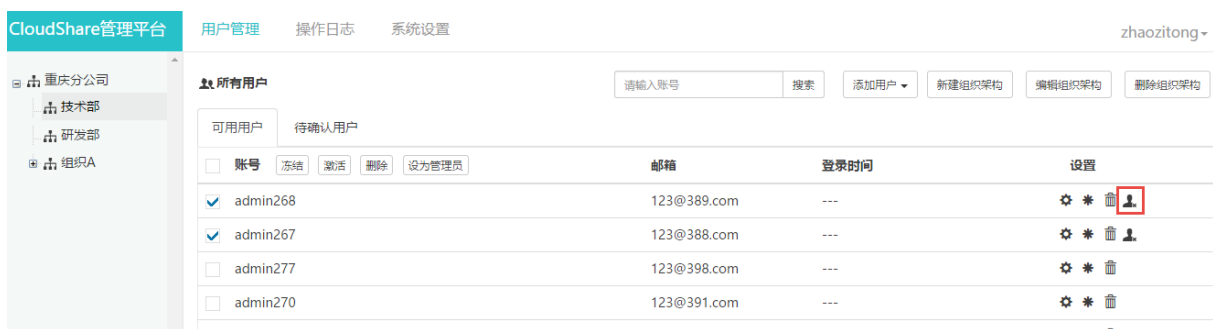 CloudShare管理平台 用户管理 操作日志 系统设置 zhaozitong
重庆分公司
技术部
研发部
组织A
所有用户 请输入账号 搜索 添加用户 新建组织架构 编辑组织架构 删除组织架构
可用用户 待确认用户
账号 冻结 激活 删除 设为管理员 邮箱 登录时间 设置
admin268 123@389.com ---
admin267 123@388.com ---
admin277 123@398.com ---
admin270 123@391.com ---